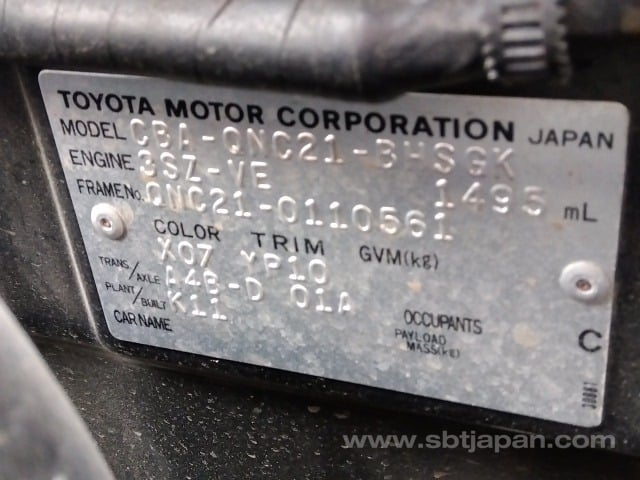 TOYOTA MOTOR CORPORATION JAPAN
MODEL CBA-QNC21-BHSGK
ENGINE 3SZ-VE 1495 mL
FRAME No. QNC21-0110561
COLOR TRIM GVM(kg)
X07 YP10
TRANS/AXLE A4B-D 01A
PLANT/BUILT K11
CAR NAME
OCCUPANTS
PAYLOAD MASS(kg)
C
www.sbtjapan.com